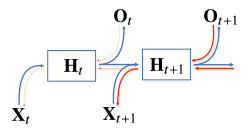 O_t O_{t+1}
H_t H_{t+1}
X_t X_{t+1}